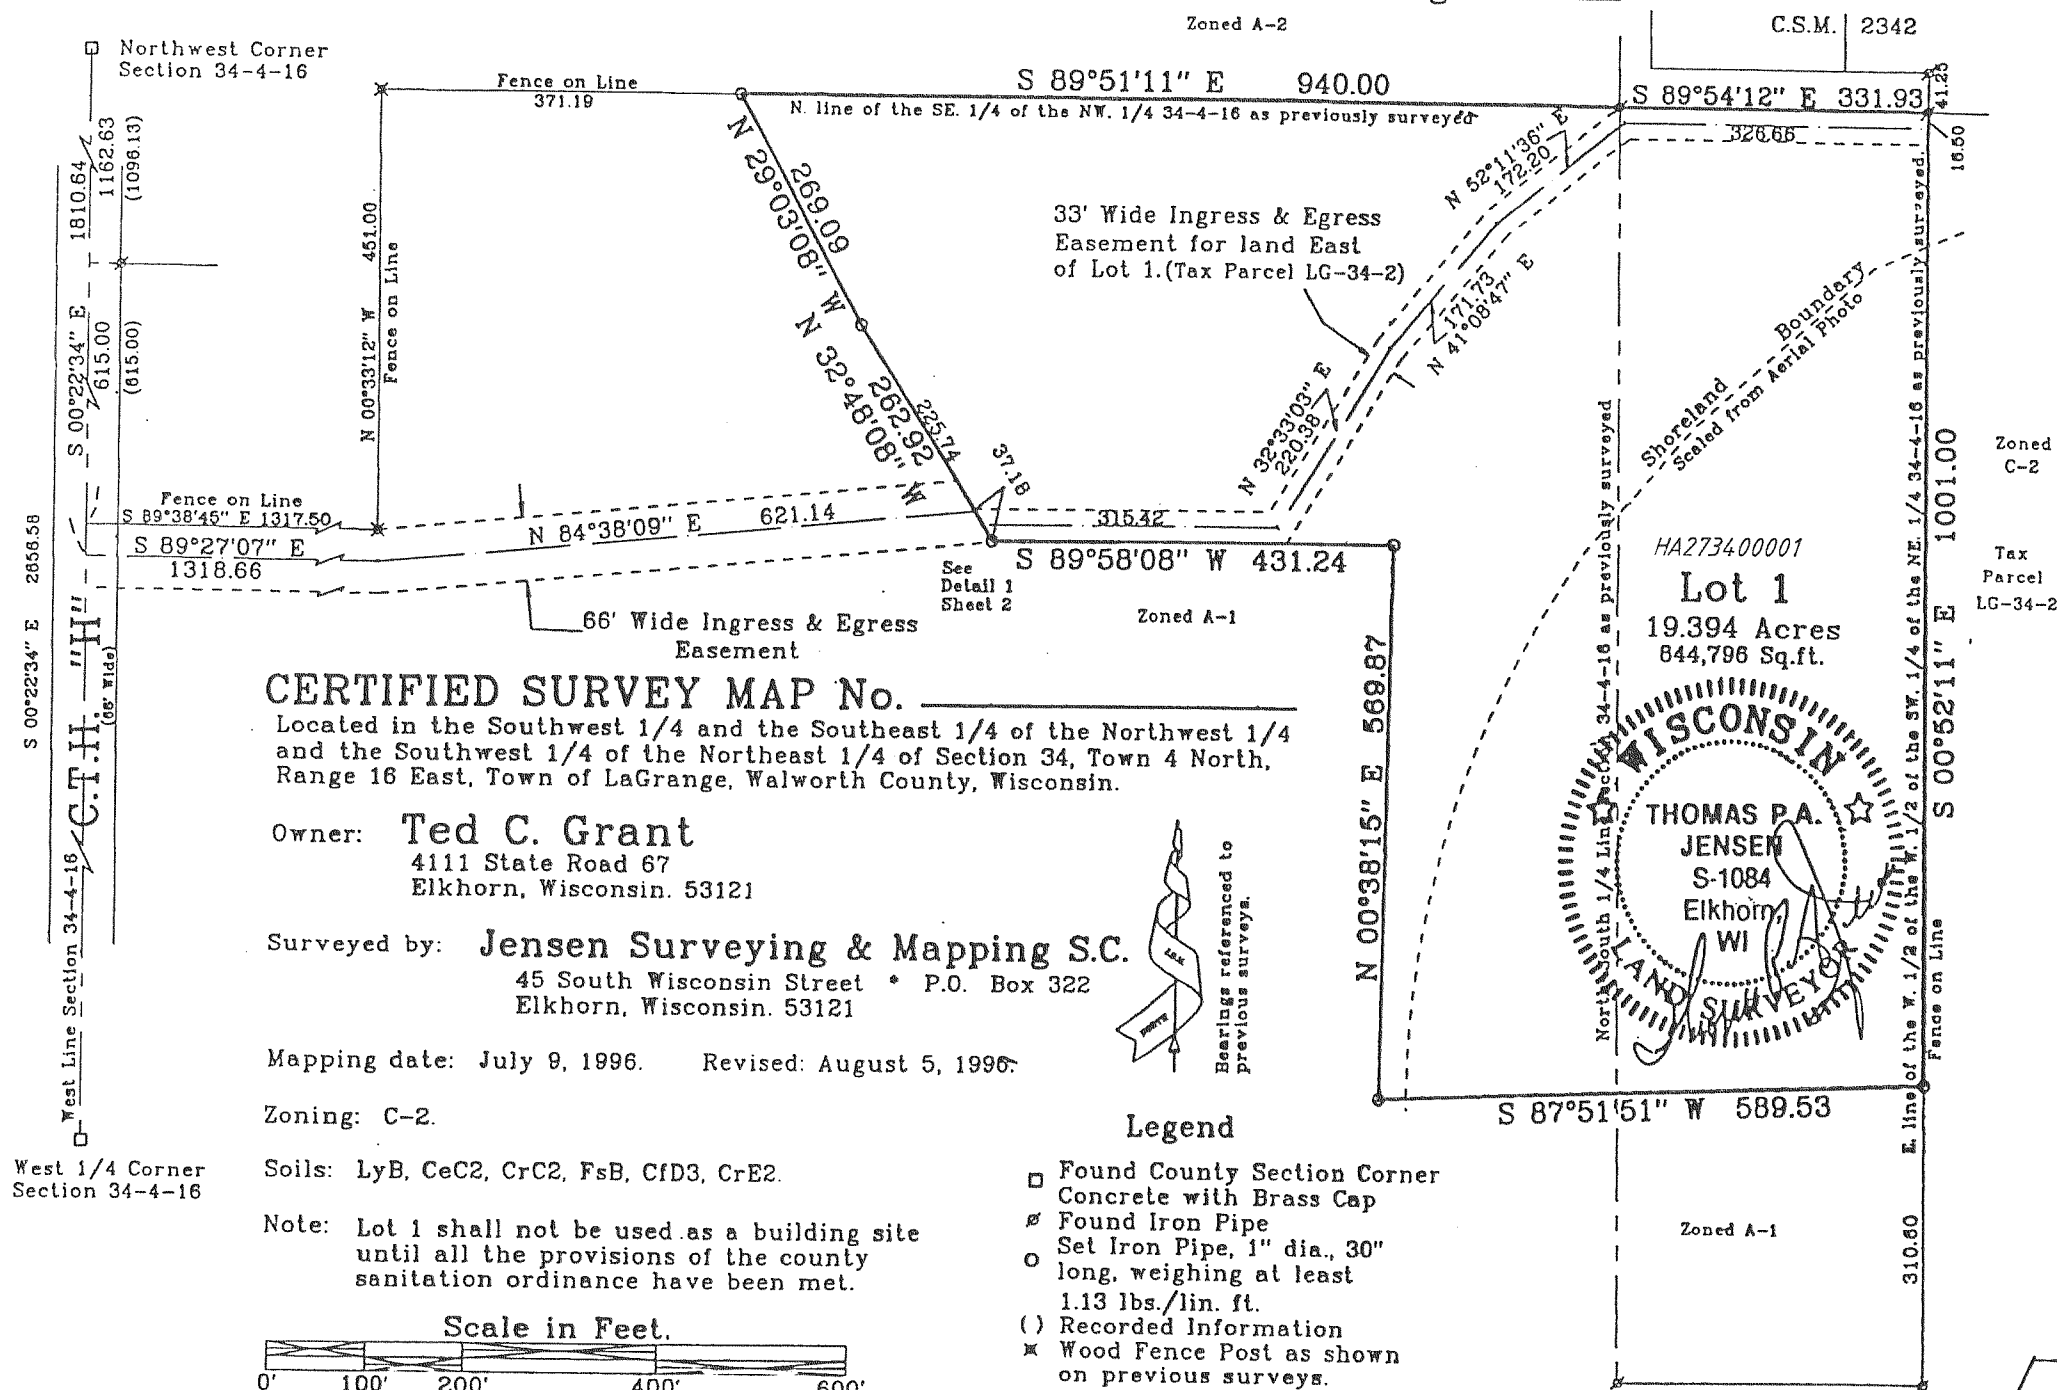 Zoned A-2
C.S.M. 2342
Northwest Corner
Section 34-4-16
Fence on Line
371.19
S 89°51'11" E 940.00
N. line of the SE. 1/4 of the NW. 1/4 34-4-16 as previously surveyed
S 89°54'12" E 331.93
41.25
16.50
326.66
N 52°11'36" E
172.20
1810.64
1162.63
(1096.13)
S 00°22'34" E
615.00
(615.00)
N 00°33'12" W 451.00
Fence on Line
269.09
N 29°03'08" W
262.92
N 32°48'08" W
225.74
37.18
33' Wide Ingress & Egress
Easement for land East
of Lot 1.(Tax Parcel LG-34-2)
171.73
N 41°08'47" E
N 32°33'03" E
220.38
Shoreland Boundary
Scaled from Aerial Photo
Zoned
C-2
Tax
Parcel
LG-34-2
Fence on Line
S 89°38'45" E 1317.50
S 89°27'07" E
1318.66
N 84°38'09" E 621.14
315.42
S 89°58'08" W 431.24
See
Detail 1
Sheet 2
Zoned A-1
66' Wide Ingress & Egress
Easement
S 00°22'34" E 2656.58
C.T.H. "H"
(66' Wide)
West Line Section 34-4-16
West 1/4 Corner
Section 34-4-16
HA273400001
Lot 1
19.394 Acres
844,796 Sq.ft.
N 00°38'15" E 569.87
North South 1/4 Line Section 34-4-16 as previously surveyed
E. line of the W. 1/2 of the W. 1/2 of the SW. 1/4 of the NE. 1/4 34-4-16 as previously surveyed.
S 00°52'11" E 1001.00
Fence on Line
S 87°51'51" W 589.53
310.60
Zoned A-1
WISCONSIN
THOMAS P.A.
JENSEN
S-1084
Elkhorn,
WI
LAND SURVEYOR
CERTIFIED SURVEY MAP No.
Located in the Southwest 1/4 and the Southeast 1/4 of the Northwest 1/4
and the Southwest 1/4 of the Northeast 1/4 of Section 34, Town 4 North,
Range 16 East, Town of LaGrange, Walworth County, Wisconsin.
Owner: Ted C. Grant
4111 State Road 67
Elkhorn, Wisconsin. 53121
Surveyed by: Jensen Surveying & Mapping S.C.
45 South Wisconsin Street * P.O. Box 322
Elkhorn, Wisconsin. 53121
Bearings referenced to
previous surveys.
NORTH
Mapping date: July 9, 1996. Revised: August 5, 1996.
Zoning: C-2.
Soils: LyB, CeC2, CrC2, FsB, CfD3, CrE2.
Note: Lot 1 shall not be used as a building site
until all the provisions of the county
sanitation ordinance have been met.
Scale in Feet.
0' 100' 200' 400' 600'
Legend
Found County Section Corner
Concrete with Brass Cap
Found Iron Pipe
Set Iron Pipe, 1" dia., 30"
long, weighing at least
1.13 lbs./lin. ft.
( ) Recorded Information
Wood Fence Post as shown
on previous surveys.